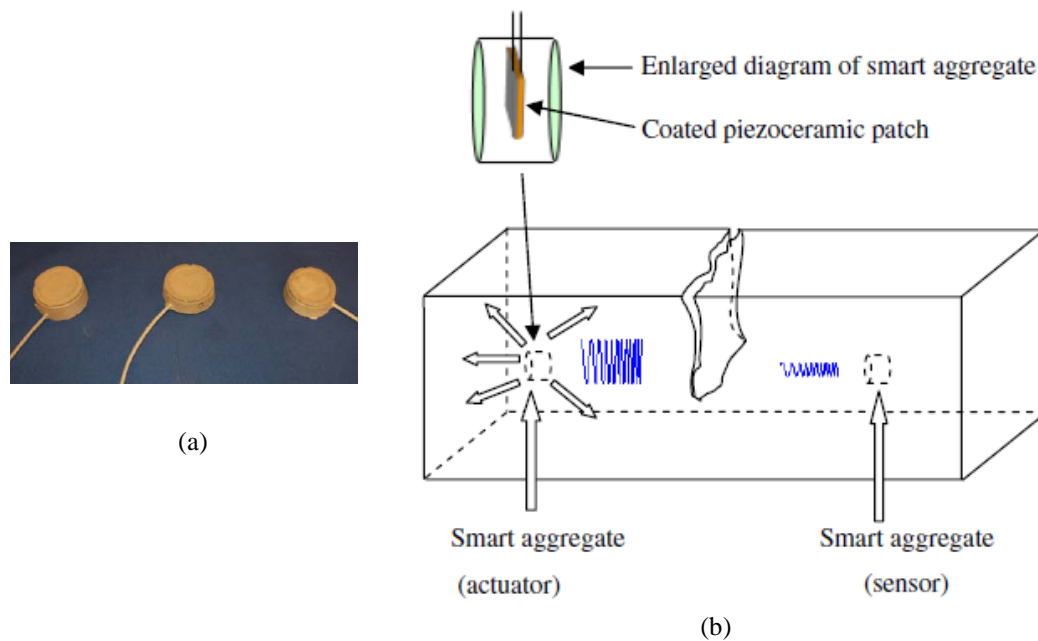 Enlarged diagram of smart aggregate
Coated piezoceramic patch
(a)
Smart aggregate
(actuator)
Smart aggregate
(sensor)
(b)